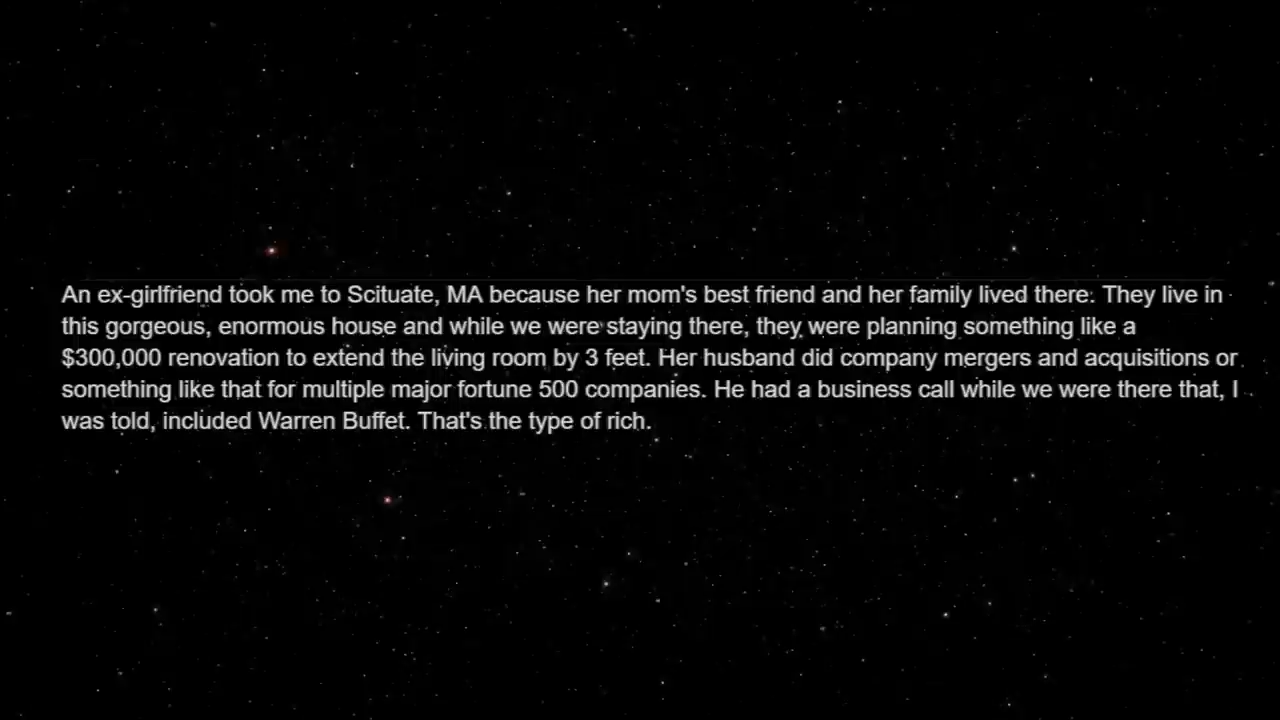 An ex-girlfriend took me to Scituate, MA because her mom's best friend and her family lived there. They live in
this gorgeous, enormous house and while we were staying there, they were planning something like a
$300,000 renovation to extend the living room by 3 feet. Her husband did company mergers and acquisitions or
something like that for multiple major fortune 500 companies. He had a business call while we were there that, I
was told, included Warren Buffet. That's the type of rich.